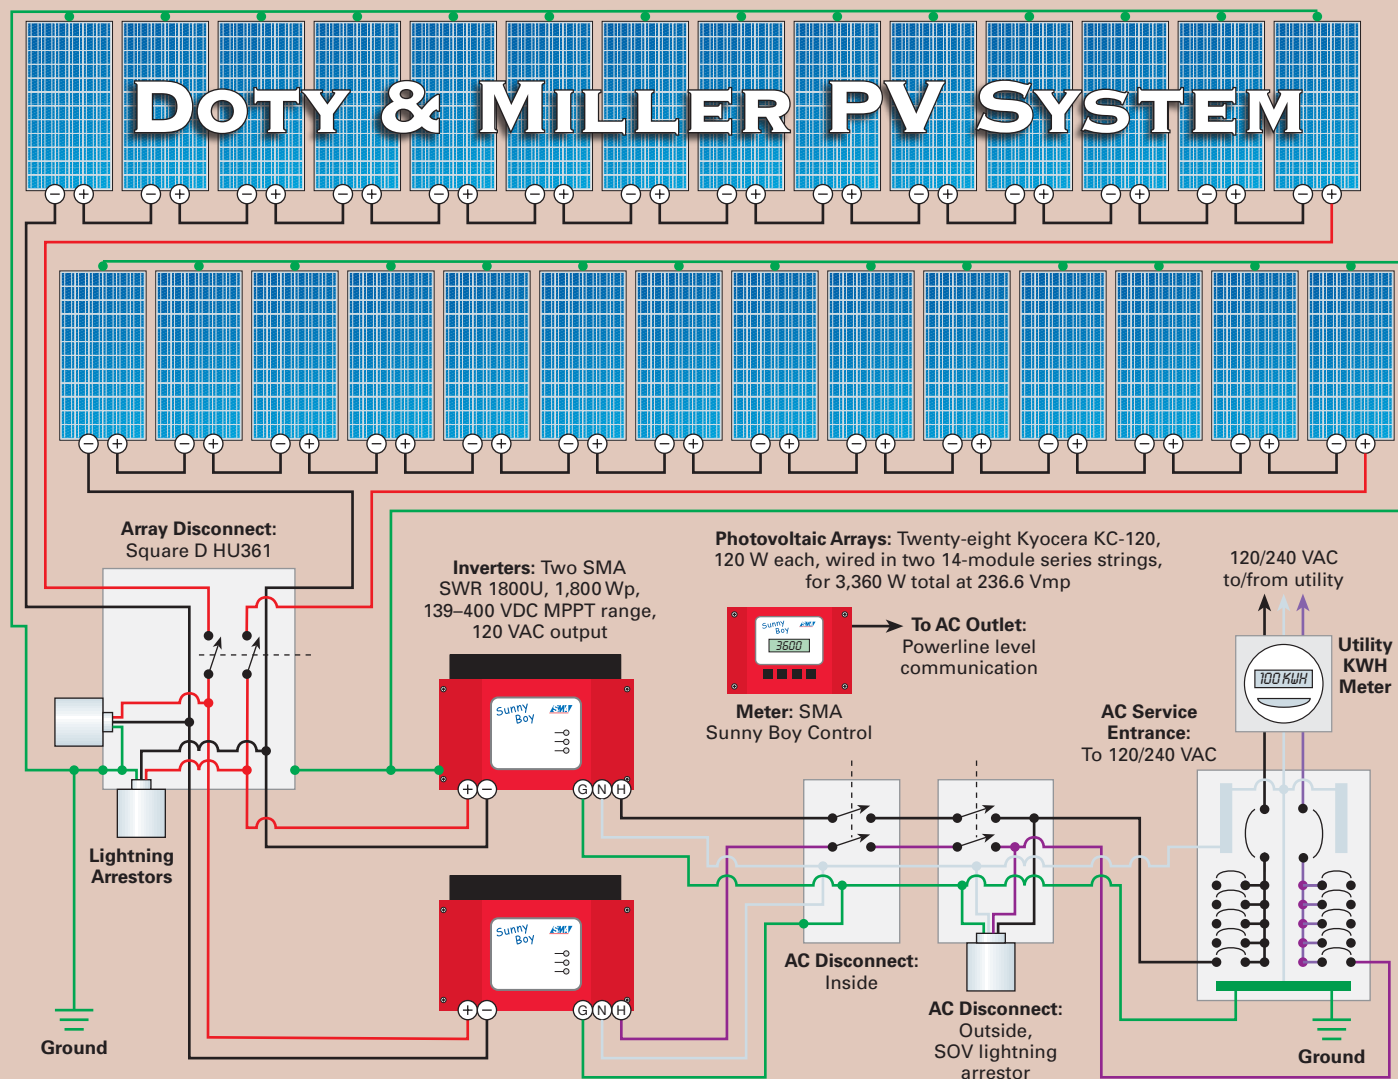 DOTY & MILLER PV SYSTEM
Array Disconnect:
Square D HU361
Inverters: Two SMA
SWR 1800U, 1,800 Wp,
139–400 VDC MPPT range,
120 VAC output
Photovoltaic Arrays: Twenty-eight Kyocera KC-120,
120 W each, wired in two 14-module series strings,
for 3,360 W total at 236.6 Vmp
Sunny
Boy
SMA
3600
To AC Outlet:
Powerline level
communication
Meter: SMA
Sunny Boy Control
120/240 VAC
to/from utility
100 KWH
Utility
KWH
Meter
AC Service
Entrance:
To 120/240 VAC
Sunny
Boy
SMA
+ − G N H
Lightning
Arrestors
Sunny
Boy
SMA
+ − G N H
AC Disconnect:
Inside
AC Disconnect:
Outside,
SOV lightning
arrestor
Ground
Ground